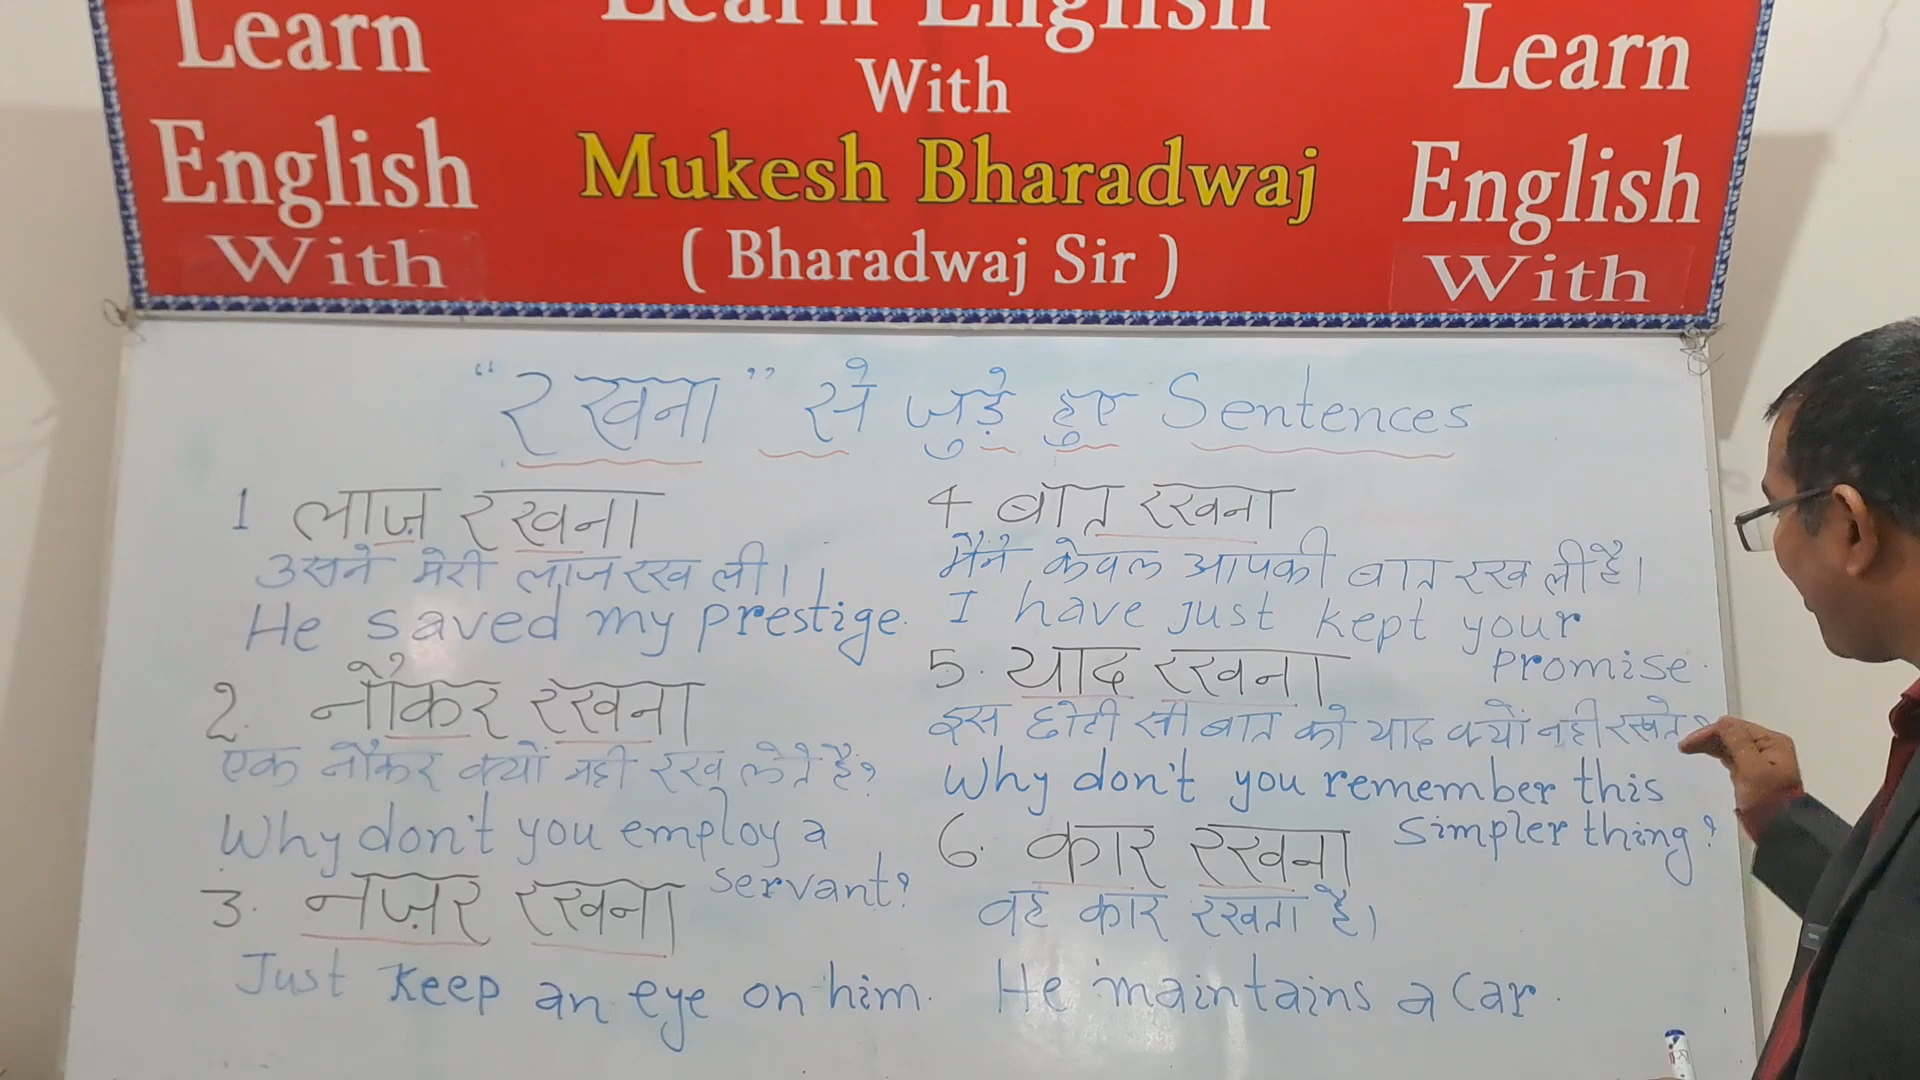 Learn
English
With
Learn English
With
Mukesh Bharadwaj
( Bharadwaj Sir )
Learn
English
With
"रखना" से जुड़े हुए Sentences
1 लाज़ रखना
उसने मेरी लाज रख ली।
He saved my prestige.
2. नौकर रखना
एक नौकर क्यों नही रख लेते है?
Why don't you employ a
servant?
3. नज़र रखना
Just keep an eye on him.
4 बात रखना
मैंने केवल आपकी बात रख ली है।
I have just kept your
promise.
5. याद रखना
इस छोटी सी बात को याद क्यों नही रखते?
Why don't you remember this
simpler thing?
6. कार रखना
वह कार रखता है।
He maintains a car.